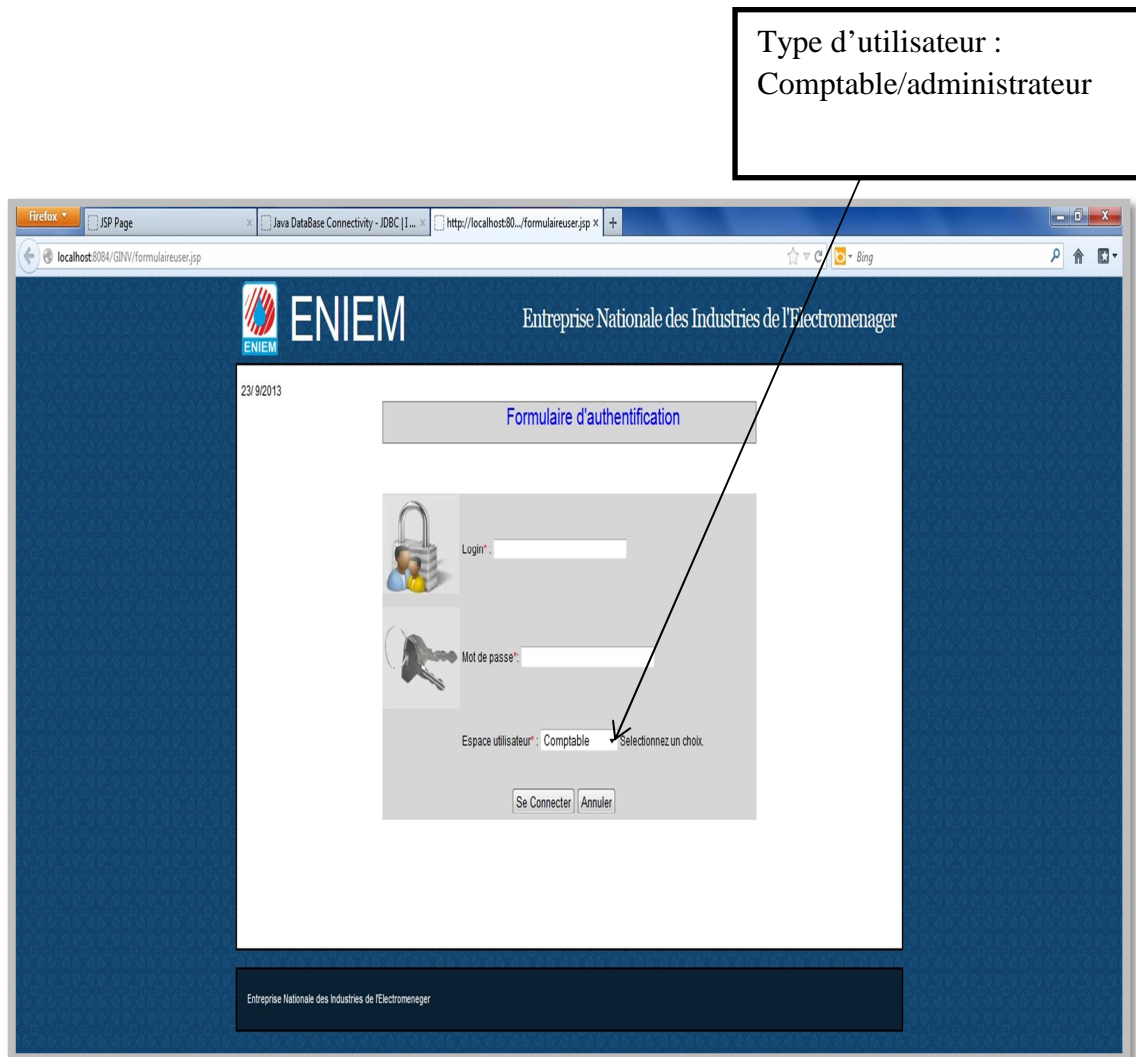 Type d’utilisateur :
Comptable/administrateur
Firefox
JSP Page
Java DataBase Connectivity - JDBC | I...
http://localhost:80.../formulaireuser.jsp
localhost:8084/GINV/formulaireuser.jsp
Bing
ENIEM
ENIEM
Entreprise Nationale des Industries de l'Electromenager
23/ 9/2013
Formulaire d'authentification
Login* :
Mot de passe*:
Espace utilisateur* : Comptable Selectionnez un choix.
Se Connecter Annuler
Entreprise Nationale des Industries de l'Electromeneger